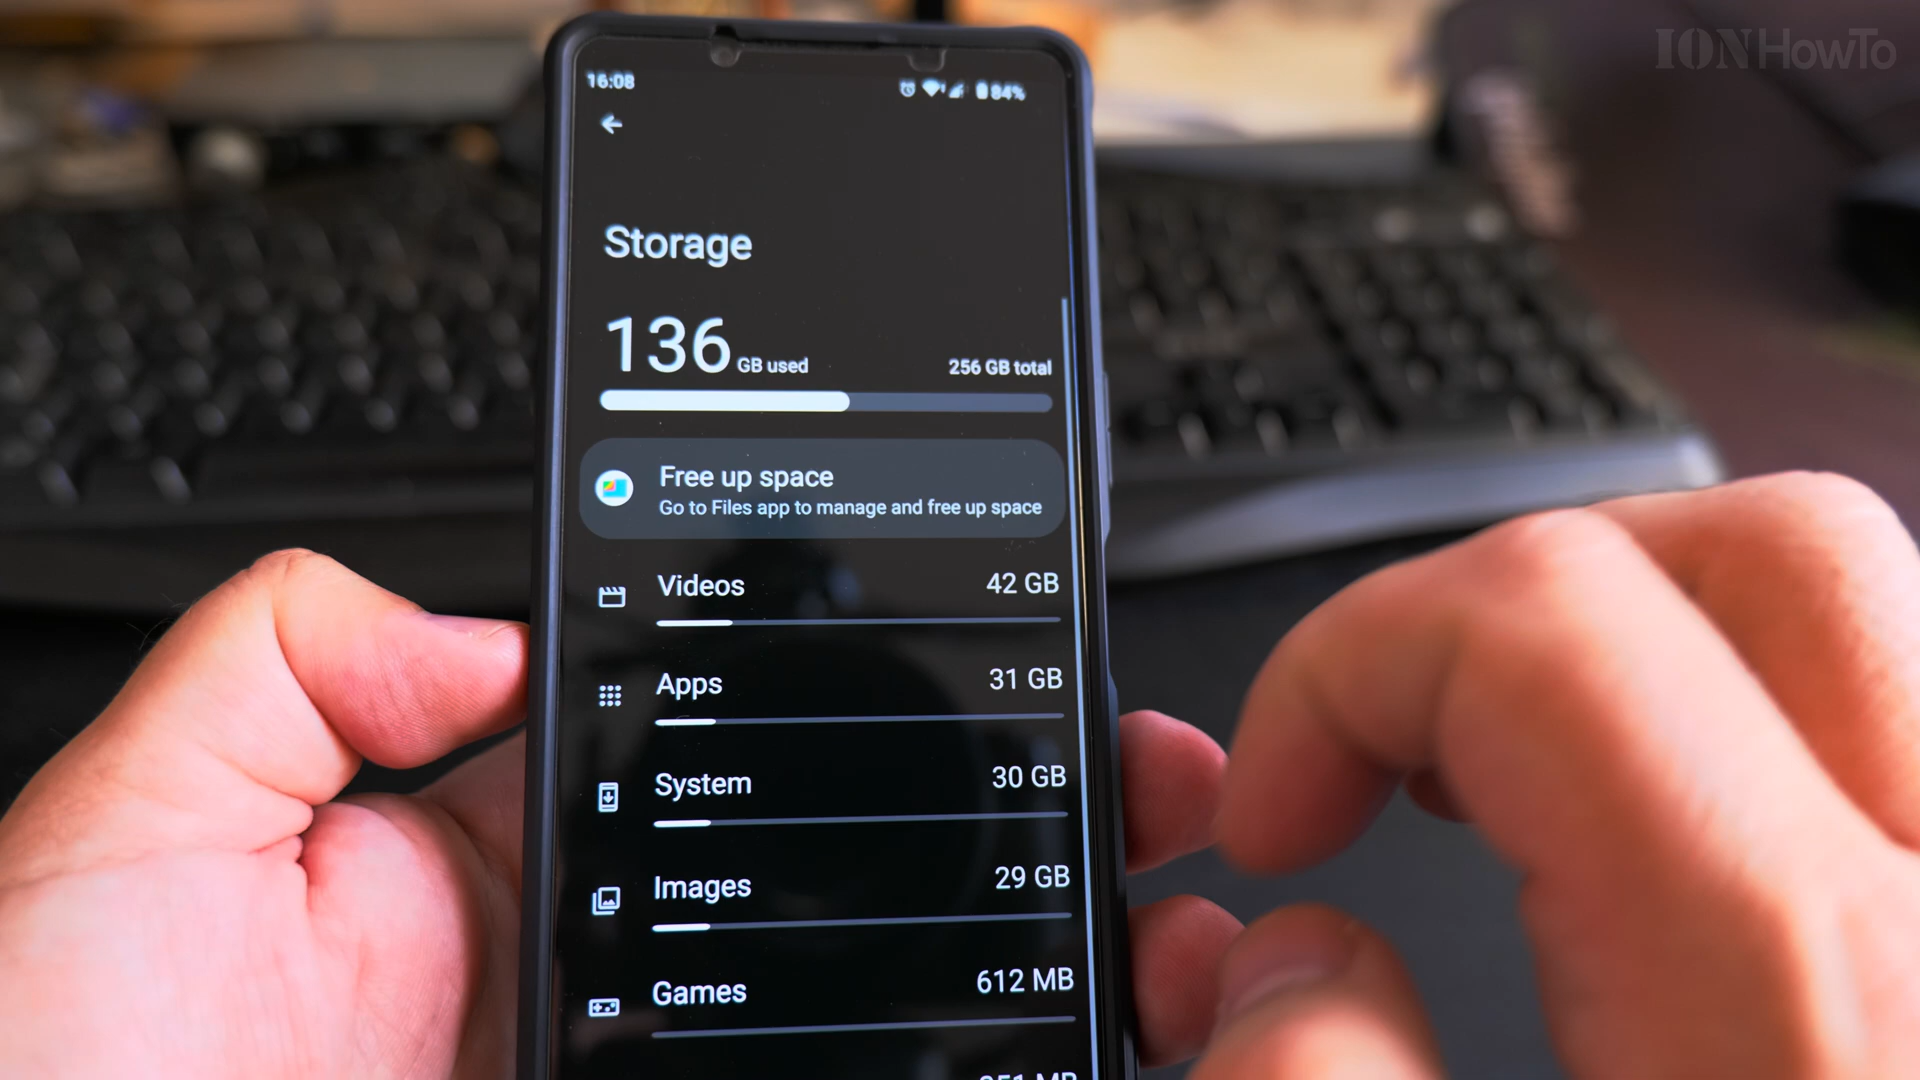 IONHowTo
16:08
84%
Storage
136 GB used
256 GB total
Free up space
Go to Files app to manage and free up space
Videos 42 GB
Apps 31 GB
System 30 GB
Images 29 GB
Games 612 MB